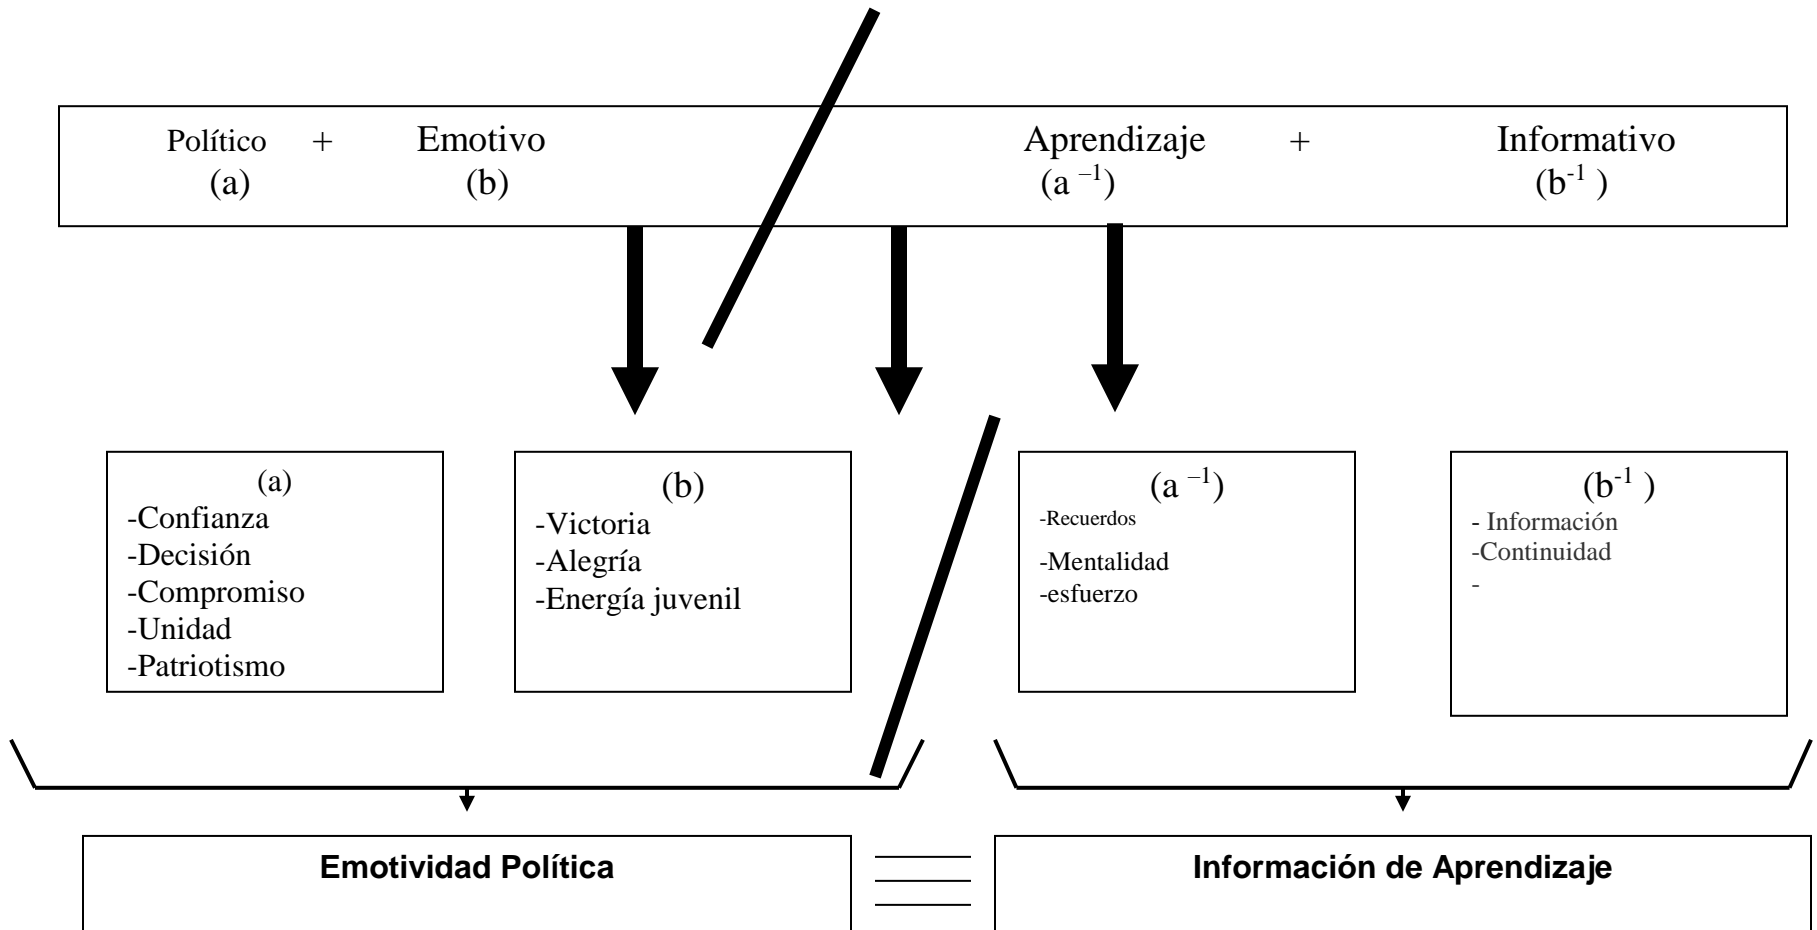 Político + Emotivo Aprendizaje + Informativo
(a) (b) (a ⁻¹) (b⁻¹ )
(a)
-Confianza
-Decisión
-Compromiso
-Unidad
-Patriotismo
(b)
-Victoria
-Alegría
-Energía juvenil
(a ⁻¹)
-Recuerdos
-Mentalidad
-esfuerzo
(b⁻¹ )
- Información
-Continuidad
-
Emotividad Política
Información de Aprendizaje